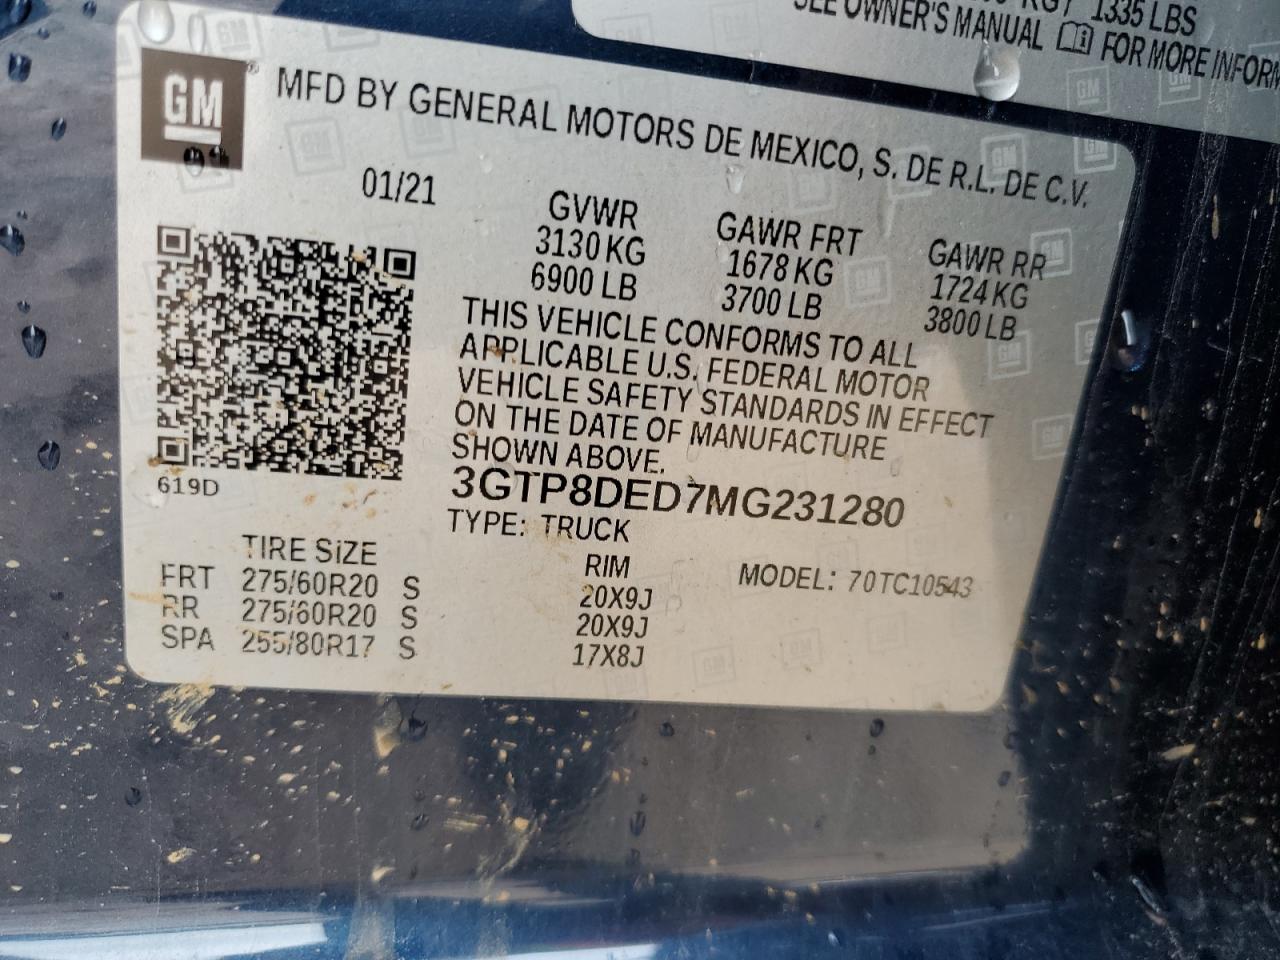 1335 LBS
SEE OWNER'S MANUAL FOR MORE INFORM
GM
MFD BY GENERAL MOTORS DE MEXICO, S. DE R.L. DE C.V.
01/21
GVWR GAWR FRT GAWR RR
3130 KG 1678 KG 1724 KG
6900 LB 3700 LB 3800 LB
THIS VEHICLE CONFORMS TO ALL
APPLICABLE U.S. FEDERAL MOTOR
VEHICLE SAFETY STANDARDS IN EFFECT
ON THE DATE OF MANUFACTURE
SHOWN ABOVE.
619D
3GTP8DED7MG231280
TYPE: TRUCK
TIRE SIZE RIM MODEL: 70TC10543
FRT 275/60R20 S 20X9J
RR 275/60R20 S 20X9J
SPA 255/80R17 S 17X8J